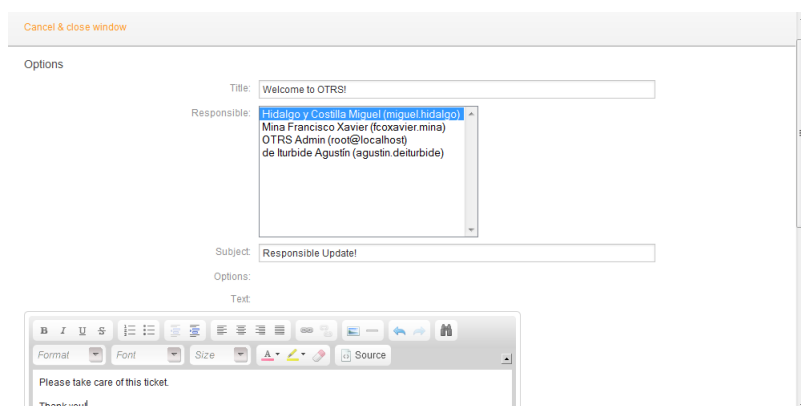 Cancel & close window
Options
Title: Welcome to OTRS!
Responsible: Hidalgo y Costilla Miguel (miguel.hidalgo)
Mina Francisco Xavier (fcoxavier.mina)
OTRS Admin (root@localhost)
de Iturbide Agustín (agustin.deiturbide)
Subject: Responsible Update!
Options:
Text:
B I U S
Format Font Size A Source
Please take care of this ticket.
Thank you!